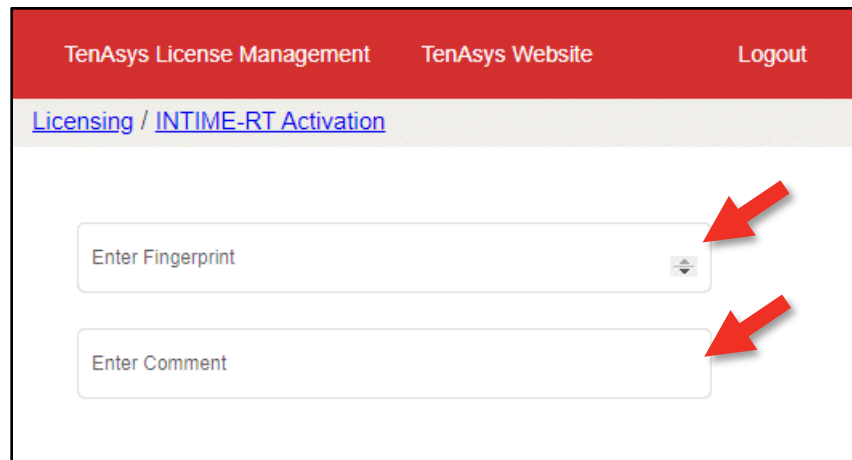 TenAsys License Management TenAsys Website Logout
Licensing / INTIME-RT Activation
Enter Fingerprint
Enter Comment